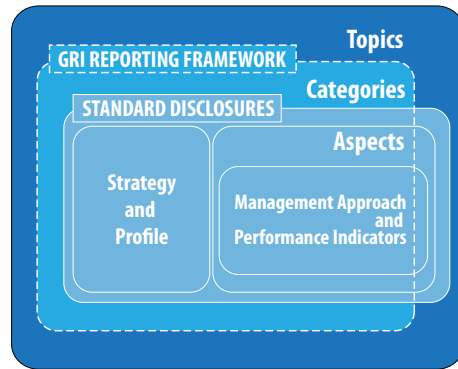 Topics
GRI REPORTING FRAMEWORK
Categories
STANDARD DISCLOSURES
Aspects
Strategy
and
Profile
Management Approach
and
Performance Indicators